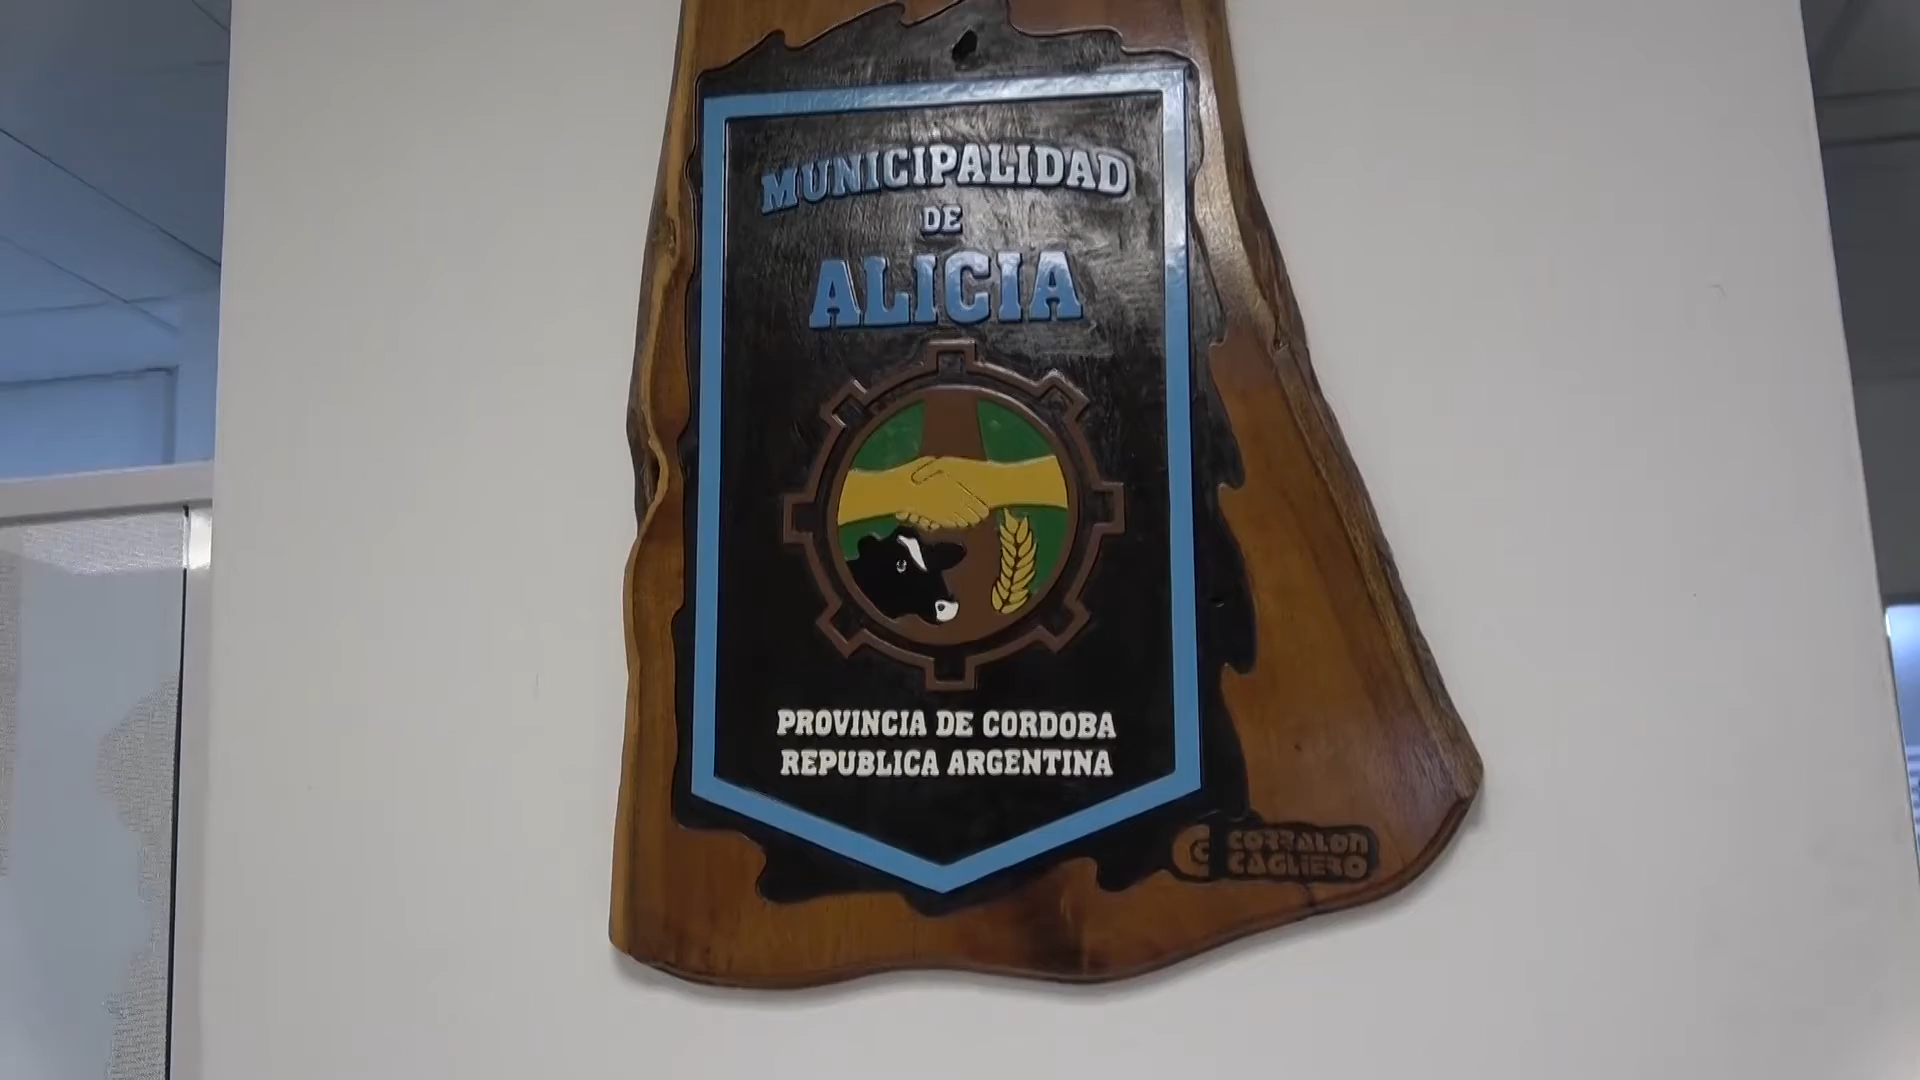 MUNICIPALIDAD
DE
ALICIA
PROVINCIA DE CORDOBA
REPUBLICA ARGENTINA
CORRALON
CAGLIERO